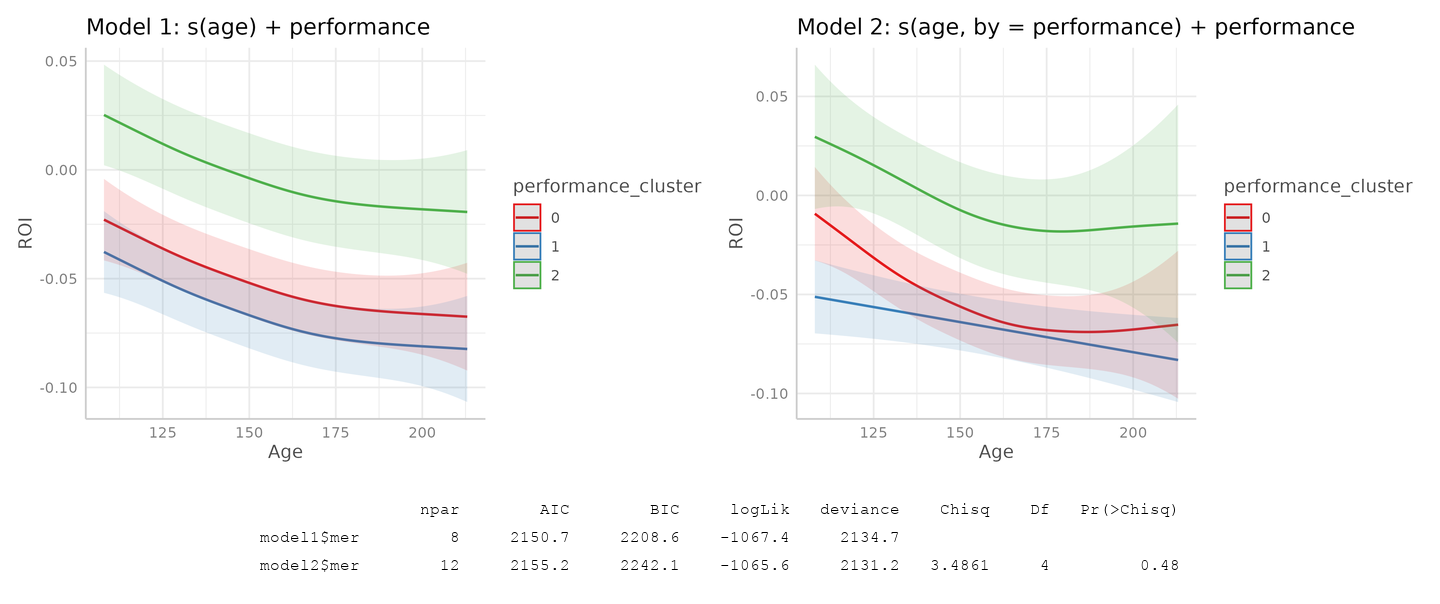 Model 1: s(age) + performance
0.05
0.00
-0.05
-0.10
ROI
125 150 175 200
Age
performance_cluster
0
1
2
Model 2: s(age, by = performance) + performance
0.05
0.00
-0.05
-0.10
ROI
125 150 175 200
Age
performance_cluster
0
1
2
npar AIC BIC logLik deviance Chisq Df Pr(>Chisq)
model1$mer 8 2150.7 2208.6 -1067.4 2134.7
model2$mer 12 2155.2 2242.1 -1065.6 2131.2 3.4861 4 0.48